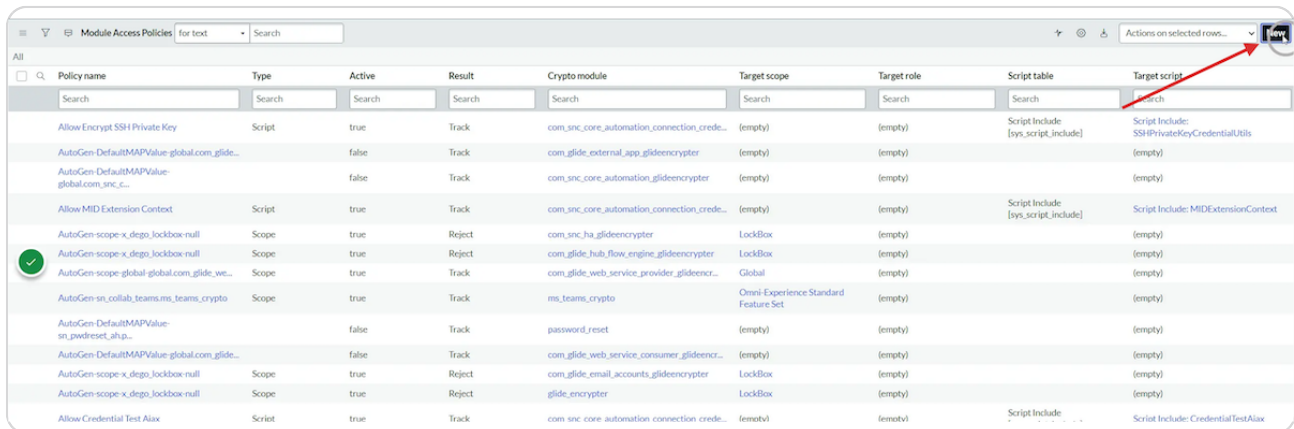 Module Access Policies for text Search Actions on selected rows... New
All
Policy name Type Active Result Crypto module Target scope Target role Script table Target script
Search Search Search Search Search Search Search Search Search
Allow Encrypt SSH Private Key Script true Track com_snc_core_automation_connection_crede... (empty) (empty) Script Include [sys_script_include] Script Include: SSHPrivateKeyCredentialUtils
AutoGen-DefaultMAPValue-global.com_glide... false Track com_glide_external_app_glideencrypter (empty) (empty) (empty)
AutoGen-DefaultMAPValue-global.com_snc_c... false Track com_snc_core_automation_glideencrypter (empty) (empty) (empty)
Allow MID Extension Context Script true Track com_snc_core_automation_connection_crede... (empty) (empty) Script Include [sys_script_include] Script Include: MIDExtensionContext
AutoGen-scope-x_dego_lockbox-null Scope true Reject com_snc_ha_glideencrypter LockBox (empty) (empty)
AutoGen-scope-x_dego_lockbox-null Scope true Reject com_glide_hub_flow_engine_glideencrypter LockBox (empty) (empty)
AutoGen-scope-global-global.com_glide_we... Scope true Track com_glide_web_service_provider_glideencr... Global (empty) (empty)
AutoGen-sn_collab_teams.ms_teams_crypto Scope true Track ms_teams_crypto Omni-Experience Standard Feature Set (empty) (empty)
AutoGen-DefaultMAPValue-sn_pwdreset_ah.p... false Track password_reset (empty) (empty) (empty)
AutoGen-DefaultMAPValue-global.com_glide... false Track com_glide_web_service_consumer_glideencr... (empty) (empty) (empty)
AutoGen-scope-x_dego_lockbox-null Scope true Reject com_glide_email_accounts_glideencrypter LockBox (empty) (empty)
AutoGen-scope-x_dego_lockbox-null Scope true Reject glide_encrypter LockBox (empty) (empty)
Allow Credential Test Ajax Script true Track com_snc_core_automation_connection_crede... (empty) (empty) Script Include Script Include: CredentialTestAjax